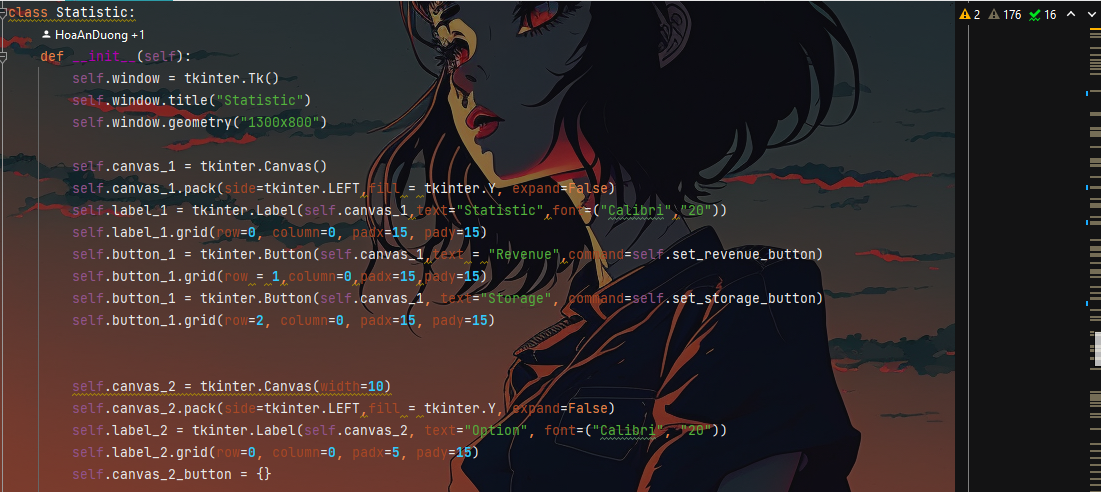 class Statistic:
2 176 16
HoaAnDuong +1
def __init__(self):
self.window = tkinter.Tk()
self.window.title("Statistic")
self.window.geometry("1300x800")
self.canvas_1 = tkinter.Canvas()
self.canvas_1.pack(side=tkinter.LEFT,fill = tkinter.Y, expand=False)
self.label_1 = tkinter.Label(self.canvas_1,text="Statistic",font=("Calibri","20"))
self.label_1.grid(row=0, column=0, padx=15, pady=15)
self.button_1 = tkinter.Button(self.canvas_1,text = "Revenue",command=self.set_revenue_button)
self.button_1.grid(row = 1,column=0,padx=15,pady=15)
self.button_1 = tkinter.Button(self.canvas_1, text="Storage", command=self.set_storage_button)
self.button_1.grid(row=2, column=0, padx=15, pady=15)
self.canvas_2 = tkinter.Canvas(width=10)
self.canvas_2.pack(side=tkinter.LEFT,fill = tkinter.Y, expand=False)
self.label_2 = tkinter.Label(self.canvas_2, text="Option", font=("Calibri", "20"))
self.label_2.grid(row=0, column=0, padx=5, pady=15)
self.canvas_2_button = {}